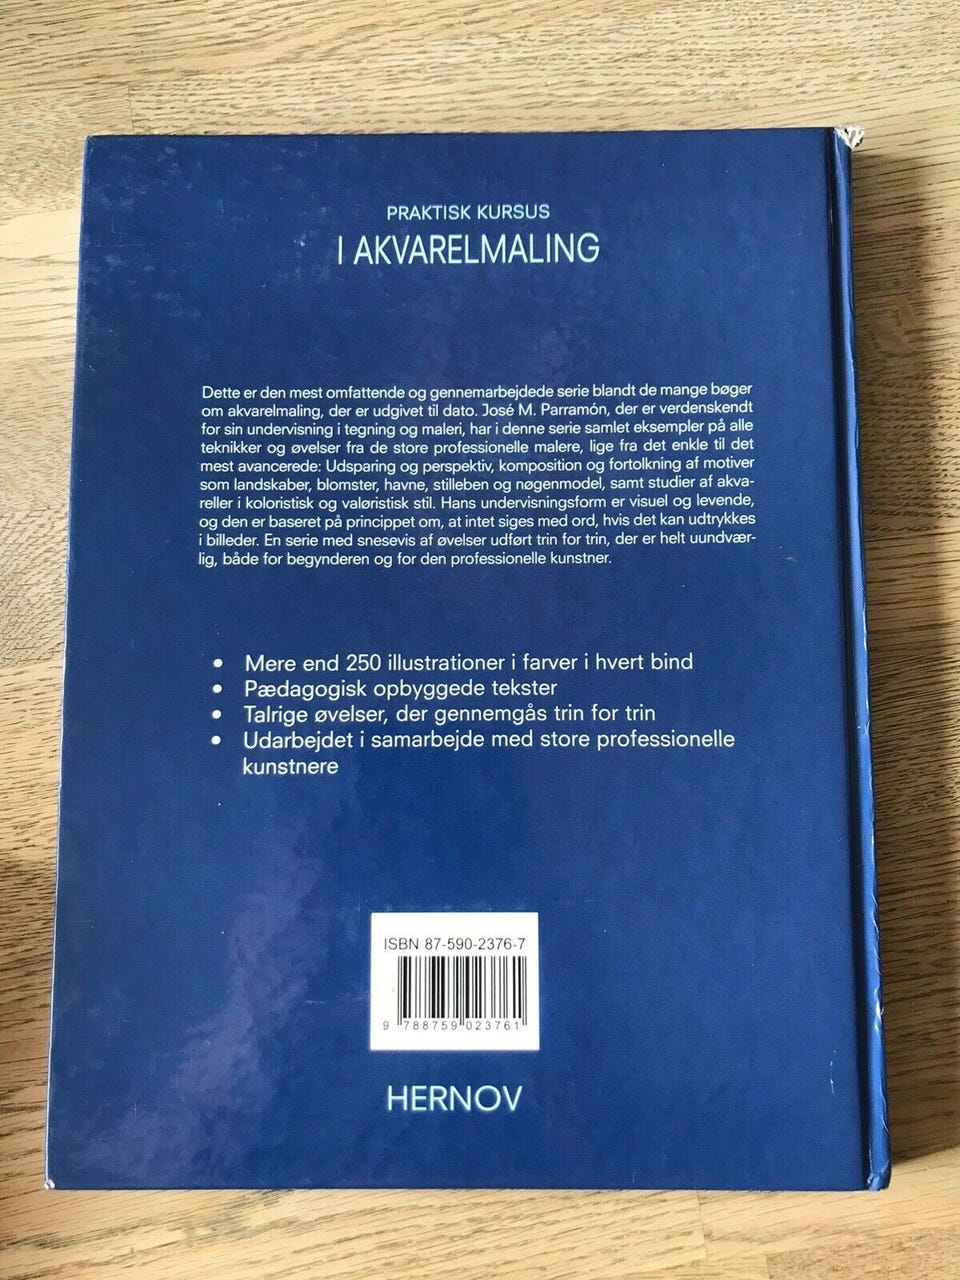 PRAKTISK KURSUS
I AKVARELMALING
Dette er den mest omfattende og gennemarbejdede serie blandt de mange bøger
om akvarelmaling, der er udgivet til dato. José M. Parramón, der er verdenskendt
for sin undervisning i tegning og maleri, har i denne serie samlet eksempler på alle
teknikker og øvelser fra de store professionelle malere, lige fra det enkle til det
mest avancerede: Udsparing og perspektiv, komposition og fortolkning af motiver
som landskaber, blomster, havne, stilleben og nøgenmodel, samt studier af akva-
reller i koloristisk og valøristisk stil. Hans undervisningsform er visuel og levende,
og den er baseret på princippet om, at intet siges med ord, hvis det kan udtrykkes
i billeder. En serie med snesevis af øvelser udført trin for trin, der er helt uundvær-
lig, både for begynderen og for den professionelle kunstner.
• Mere end 250 illustrationer i farver i hvert bind
• Pædagogisk opbyggede tekster
• Talrige øvelser, der gennemgås trin for trin
• Udarbejdet i samarbejde med store professionelle
kunstnere
ISBN 87-590-2376-7
9 788759 023761
HERNOV